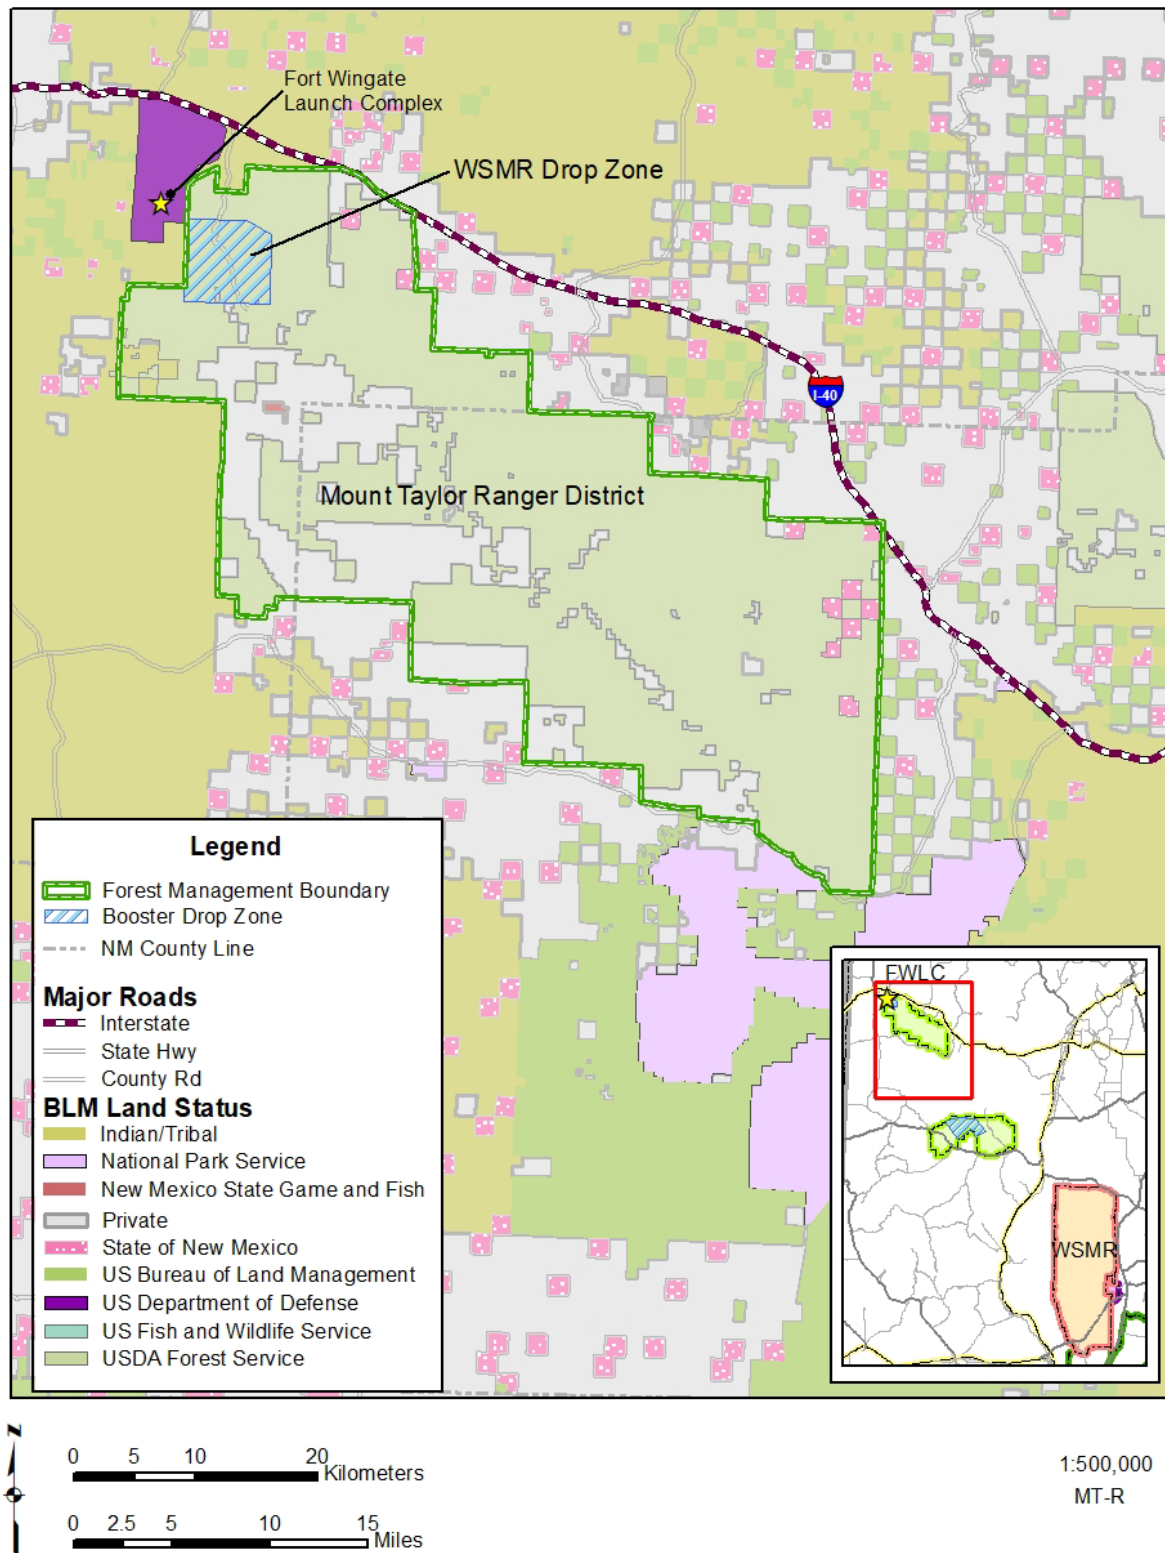 Fort Wingate
Launch Complex
WSMR Drop Zone
I-40
Mount Taylor Ranger District
Legend
Forest Management Boundary
Booster Drop Zone
NM County Line
Major Roads
Interstate
State Hwy
County Rd
BLM Land Status
Indian/Tribal
National Park Service
New Mexico State Game and Fish
Private
State of New Mexico
US Bureau of Land Management
US Department of Defense
US Fish and Wildlife Service
USDA Forest Service
FWLC
WSMR
N
0 5 10 20
Kilometers
0 2.5 5 10 15
Miles
1:500,000
MT-R